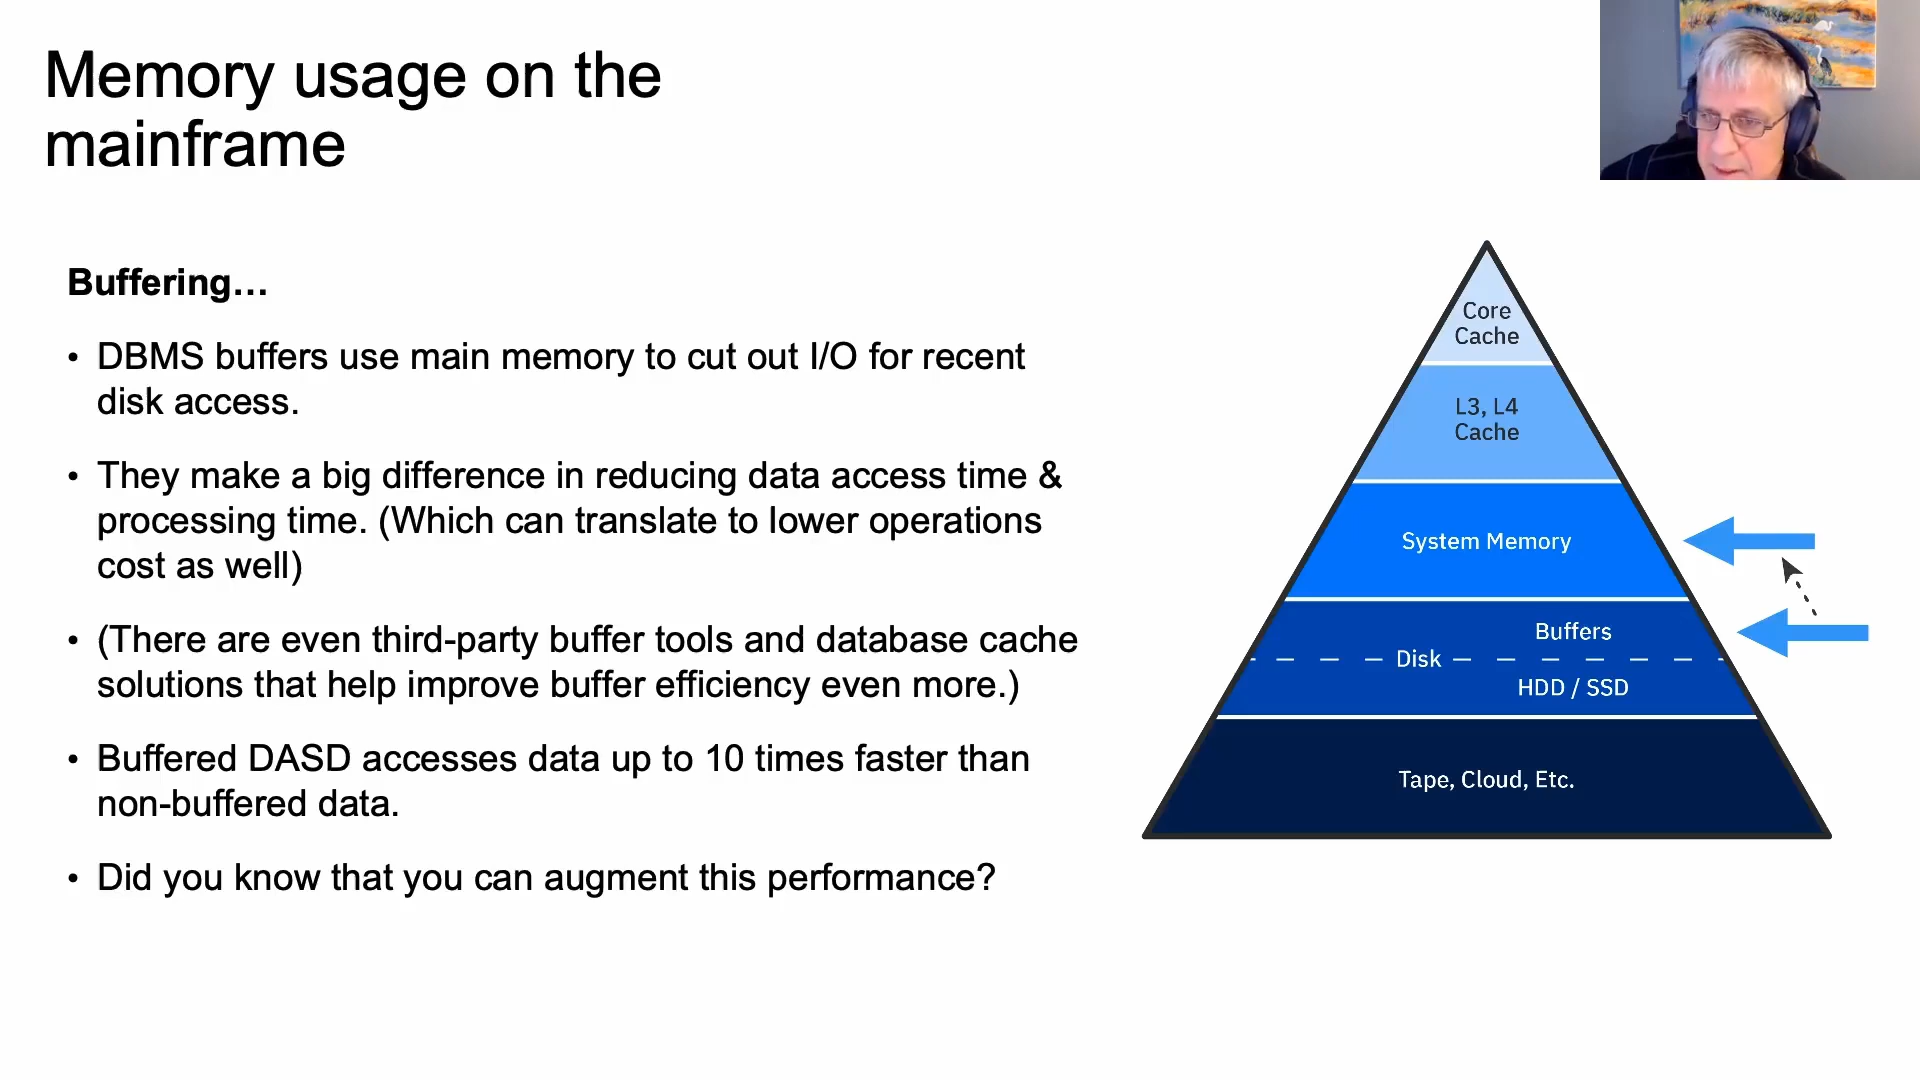 Memory usage on the
mainframe
Buffering…
• DBMS buffers use main memory to cut out I/O for recent
disk access.
• They make a big difference in reducing data access time &
processing time. (Which can translate to lower operations
cost as well)
• (There are even third-party buffer tools and database cache
solutions that help improve buffer efficiency even more.)
• Buffered DASD accesses data up to 10 times faster than
non-buffered data.
• Did you know that you can augment this performance?
Core
Cache
L3, L4
Cache
System Memory
Buffers
Disk
HDD / SSD
Tape, Cloud, Etc.